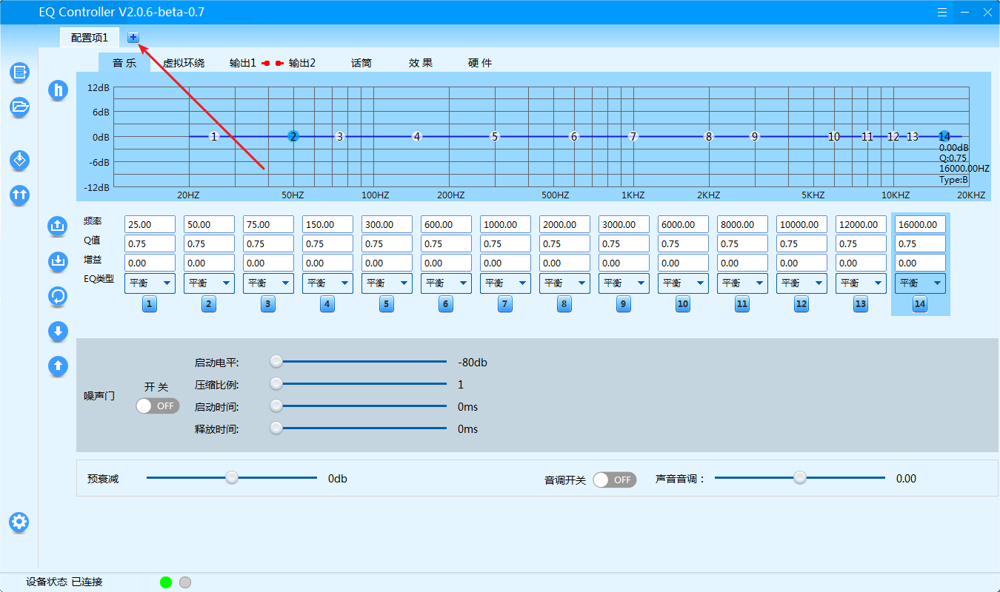 EQ Controller V2.0.6-beta-0.7
配置项1 +
音 乐 虚拟环绕 输出1 输出2 话筒 效 果 硬 件
h
12dB
6dB
0dB
-6dB
-12dB
1 2 3 4 5 6 7 8 9 10 11 12 13 14
0.00dB
Q:0.75
16000.00HZ
Type:B
20HZ 50HZ 100HZ 200HZ 500HZ 1KHZ 2KHZ 5KHZ 10KHZ 20KHZ
频率 25.00 50.00 75.00 150.00 300.00 600.00 1000.00 2000.00 3000.00 6000.00 8000.00 10000.00 12000.00 16000.00
Q值 0.75 0.75 0.75 0.75 0.75 0.75 0.75 0.75 0.75 0.75 0.75 0.75 0.75 0.75
增益 0.00 0.00 0.00 0.00 0.00 0.00 0.00 0.00 0.00 0.00 0.00 0.00 0.00 0.00
EQ类型 平衡 平衡 平衡 平衡 平衡 平衡 平衡 平衡 平衡 平衡 平衡 平衡 平衡 平衡
1 2 3 4 5 6 7 8 9 10 11 12 13 14
噪声门
开 关
OFF
启动电平: -80db
压缩比例: 1
启动时间: 0ms
释放时间: 0ms
预衰减 0db 音调开关 OFF 声音音调： 0.00
设备状态 已连接